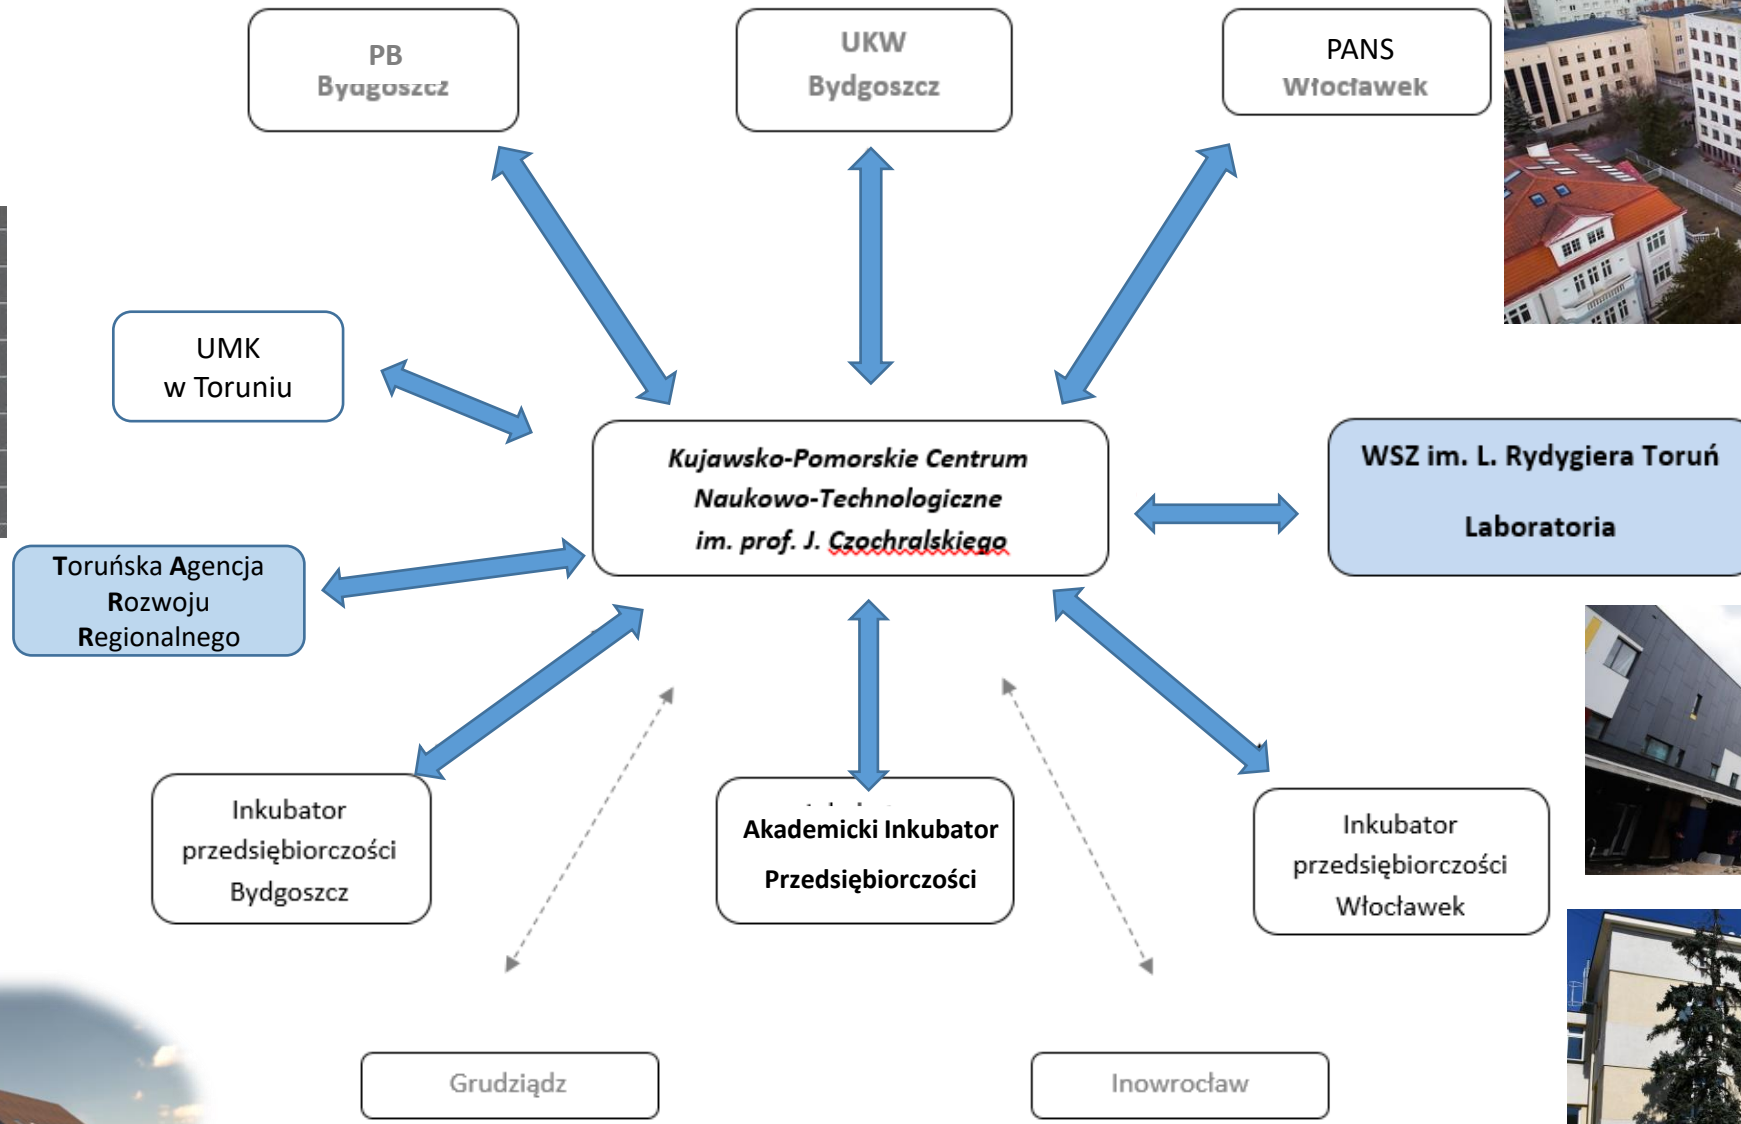 PB
Bydgoszcz
UKW
Bydgoszcz
PANS
Włocławek
UMK
w Toruniu
Kujawsko-Pomorskie Centrum
Naukowo-Technologiczne
im. prof. J. Czochralskiego
WSZ im. L. Rydygiera Toruń
Laboratoria
Toruńska Agencja
Rozwoju
Regionalnego
Inkubator
przedsiębiorczości
Bydgoszcz
Akademicki Inkubator
Przedsiębiorczości
Inkubator
przedsiębiorczości
Włocławek
Grudziądz
Inowrocław